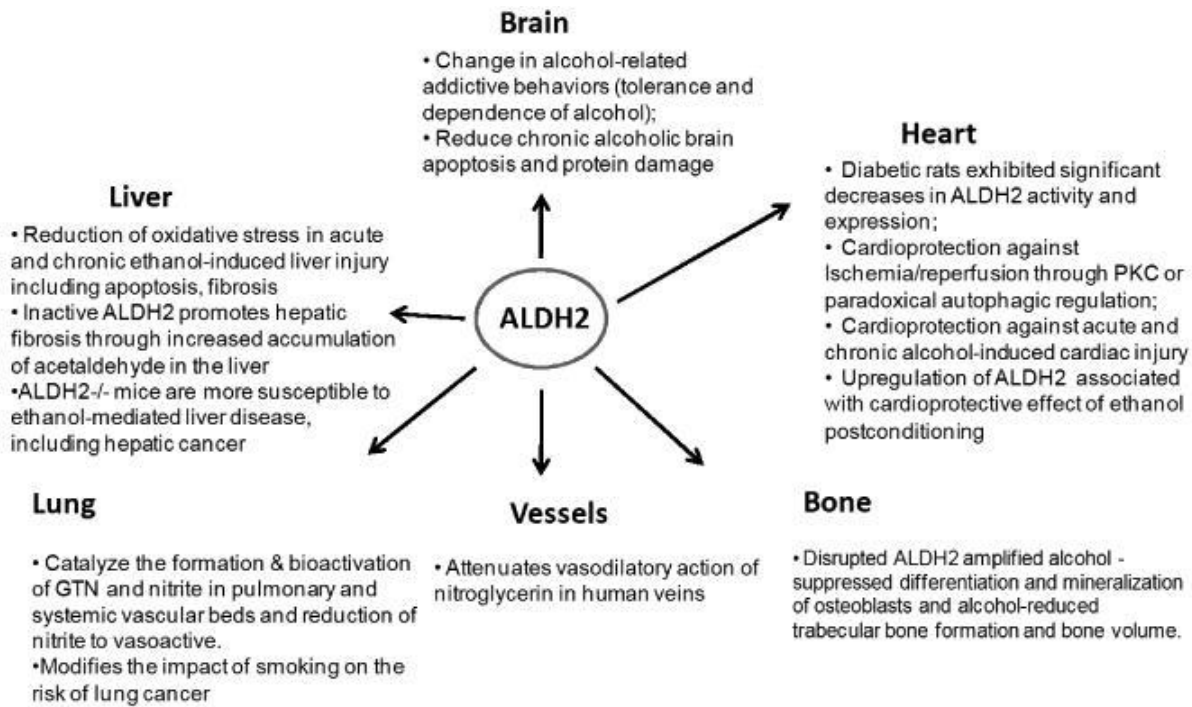 Brain
• Change in alcohol-related
addictive behaviors (tolerance and
dependence of alcohol);
• Reduce chronic alcoholic brain
apoptosis and protein damage
Heart
• Diabetic rats exhibited significant
decreases in ALDH2 activity and
expression;
• Cardioprotection against
Ischemia/reperfusion through PKC or
paradoxical autophagic regulation;
• Cardioprotection against acute and
chronic alcohol-induced cardiac injury
• Upregulation of ALDH2 associated
with cardioprotective effect of ethanol
postconditioning
Liver
• Reduction of oxidative stress in acute
and chronic ethanol-induced liver injury
including apoptosis, fibrosis
• Inactive ALDH2 promotes hepatic
fibrosis through increased accumulation
of acetaldehyde in the liver
•ALDH2-/- mice are more susceptible to
ethanol-mediated liver disease,
including hepatic cancer
ALDH2
Lung
• Catalyze the formation & bioactivation
of GTN and nitrite in pulmonary and
systemic vascular beds and reduction of
nitrite to vasoactive.
•Modifies the impact of smoking on the
risk of lung cancer
Vessels
• Attenuates vasodilatory action of
nitroglycerin in human veins
Bone
• Disrupted ALDH2 amplified alcohol -
suppressed differentiation and mineralization
of osteoblasts and alcohol-reduced
trabecular bone formation and bone volume.